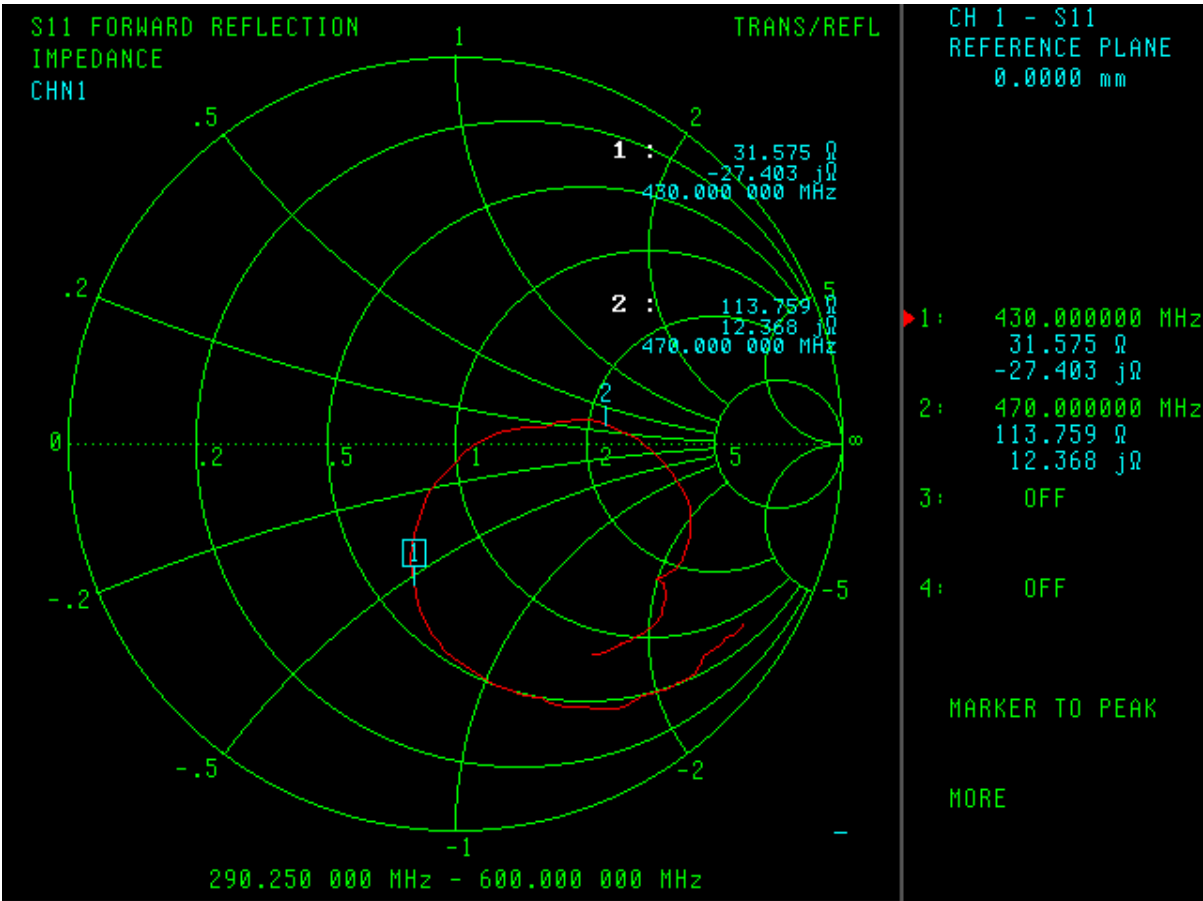 S11 FORWARD REFLECTION
IMPEDANCE
CHN1
TRANS/REFL
1
.5
2
1 :
31.575 Ω
-27.403 jΩ
430.000 000 MHz
.2
5
2 :
113.759 Ω
12.368 jΩ
470.000 000 MHz
2
0
.2
.5
1
2
5
∞
1
-.2
-5
-.5
-2
-1
290.250 000 MHz - 600.000 000 MHz
CH 1 - S11
REFERENCE PLANE
0.0000 mm
1: 430.000000 MHz
31.575 Ω
-27.403 jΩ
2: 470.000000 MHz
113.759 Ω
12.368 jΩ
3: OFF
4: OFF
MARKER TO PEAK
MORE